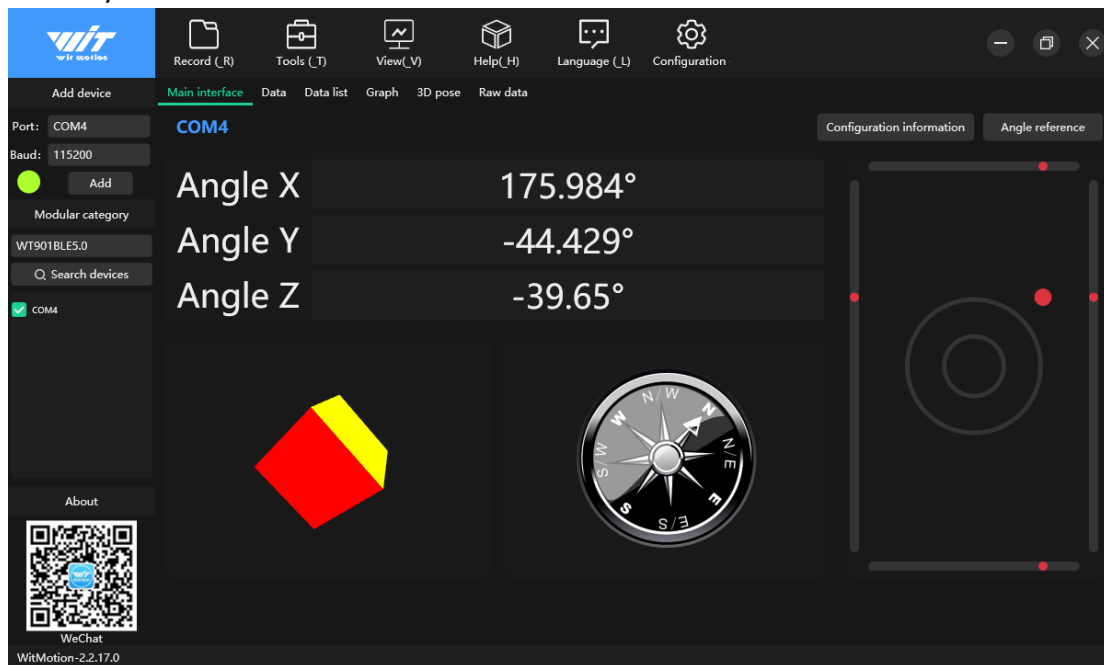 WiT
wit motion
Record (_R) Tools (_T) View(_V) Help(_H) Language (_L) Configuration
Add device
Main interface Data Data list Graph 3D pose Raw data
Port: COM4
COM4
Configuration information Angle reference
Baud: 115200
Add
Angle X 175.984°
Modular category
WT901BLE5.0
Angle Y -44.429°
Search devices
Angle Z -39.65°
COM4
N/W
N
N/E
E
S/E
S
S/W
W
About
WeChat
WitMotion-2.2.17.0